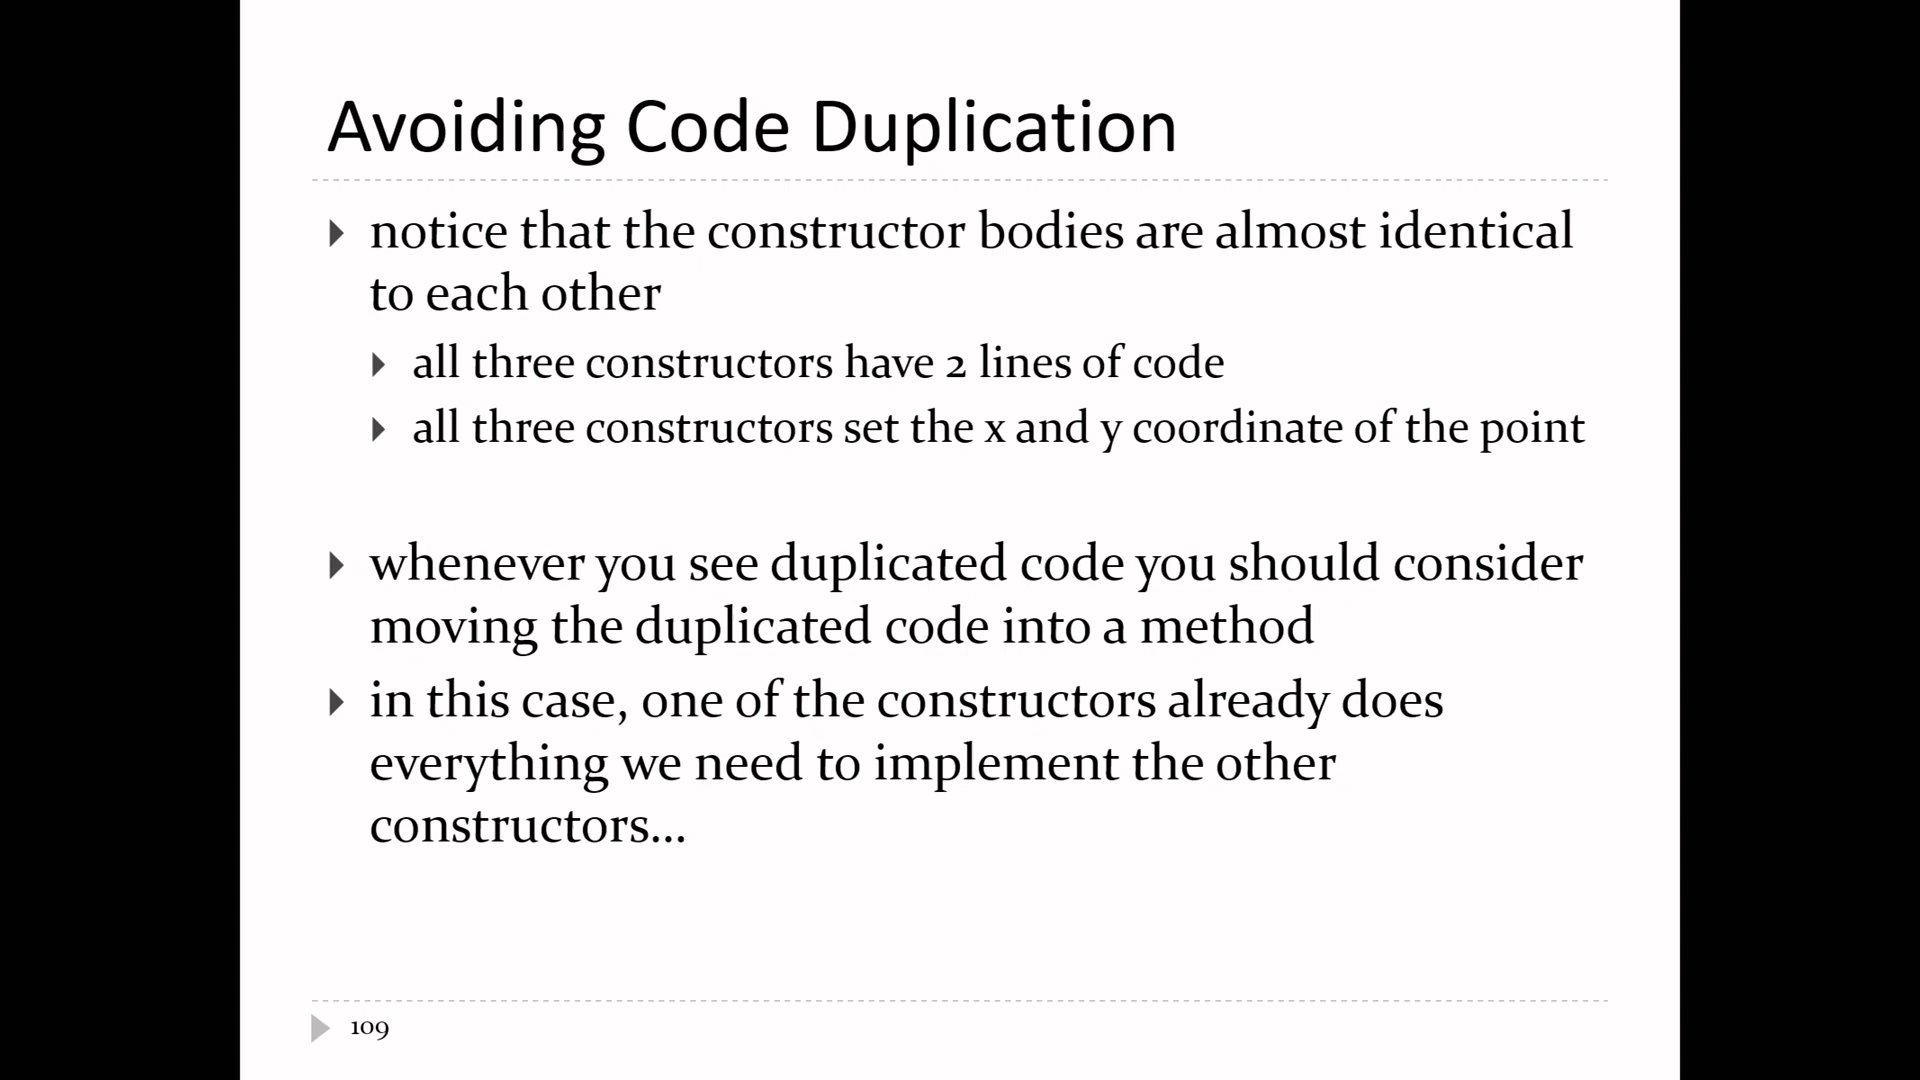 Avoiding Code Duplication
notice that the constructor bodies are almost identical
to each other
all three constructors have 2 lines of code
all three constructors set the x and y coordinate of the point
whenever you see duplicated code you should consider
moving the duplicated code into a method
in this case, one of the constructors already does
everything we need to implement the other
constructors...
109